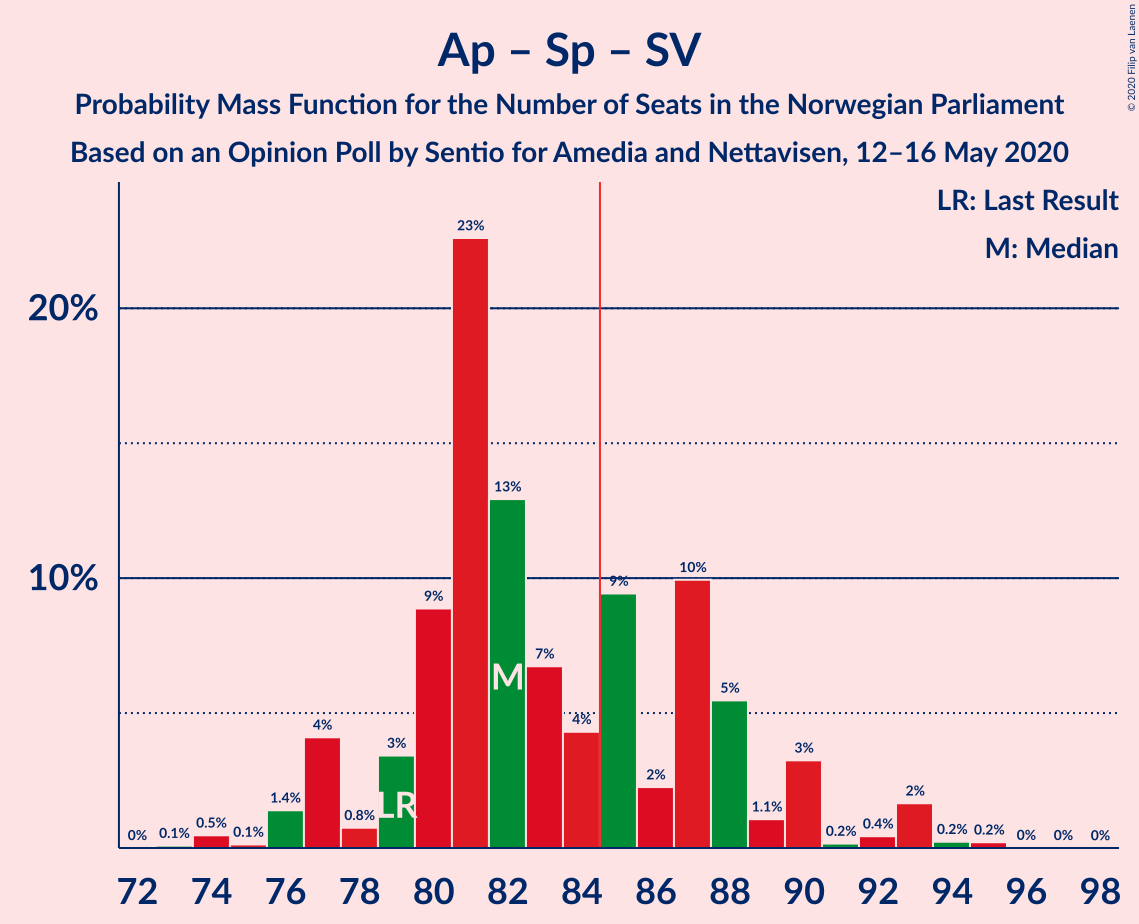 Ap – Sp – SV
Probability Mass Function for the Number of Seats in the Norwegian Parliament
Based on an Opinion Poll by Sentio for Amedia and Nettavisen, 12–16 May 2020
© 2020 Filip van Laenen
LR: Last Result
M: Median
20%
10%
0% 0.1% 0.5% 0.1% 1.4% 4% 0.8% 3% 9% 23% 13% 7% 4% 9% 2% 10% 5% 1.1% 3% 0.2% 0.4% 2% 0.2% 0.2% 0% 0% 0%
M
LR
72 74 76 78 80 82 84 86 88 90 92 94 96 98